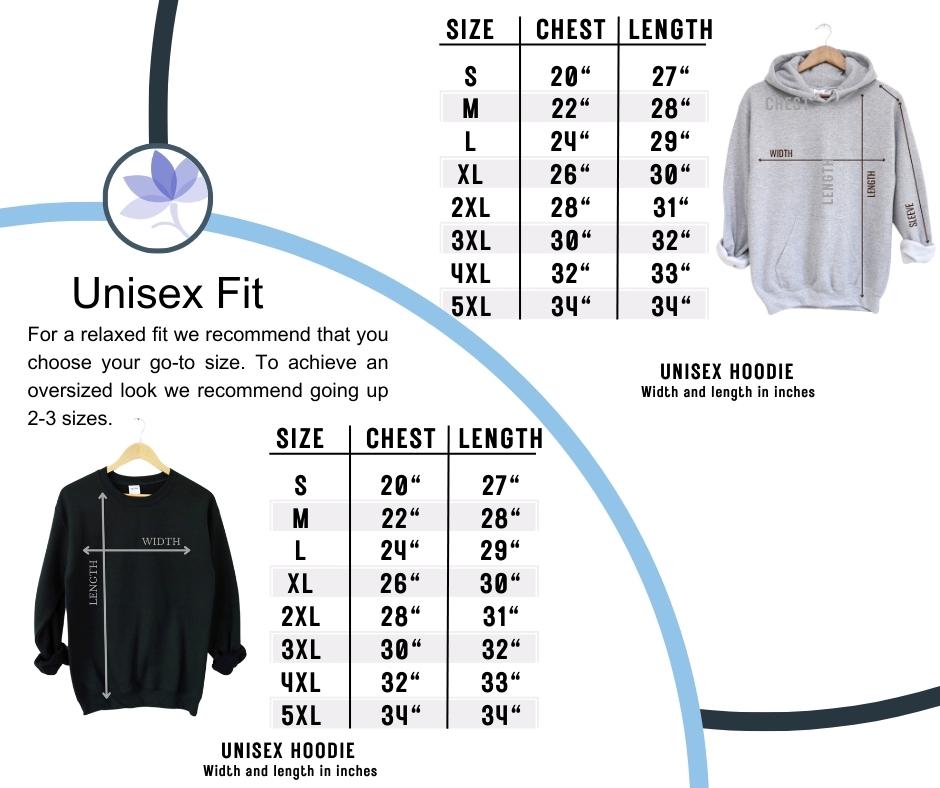 SIZE CHEST LENGTH
S 20“ 27“
M 22“ 28“
L 24“ 29“
XL 26“ 30“
2XL 28“ 31“
3XL 30“ 32“
4XL 32“ 33“
5XL 34“ 34“
CHEST
WIDTH
LENGTH
LENGTH
SLEEVE
UNISEX HOODIE
Width and length in inches
Unisex Fit
For a relaxed fit we recommend that you
choose your go-to size. To achieve an
oversized look we recommend going up
2-3 sizes.
WIDTH
LENGTH
SIZE CHEST LENGTH
S 20“ 27“
M 22“ 28“
L 24“ 29“
XL 26“ 30“
2XL 28“ 31“
3XL 30“ 32“
4XL 32“ 33“
5XL 34“ 34“
UNISEX HOODIE
Width and length in inches